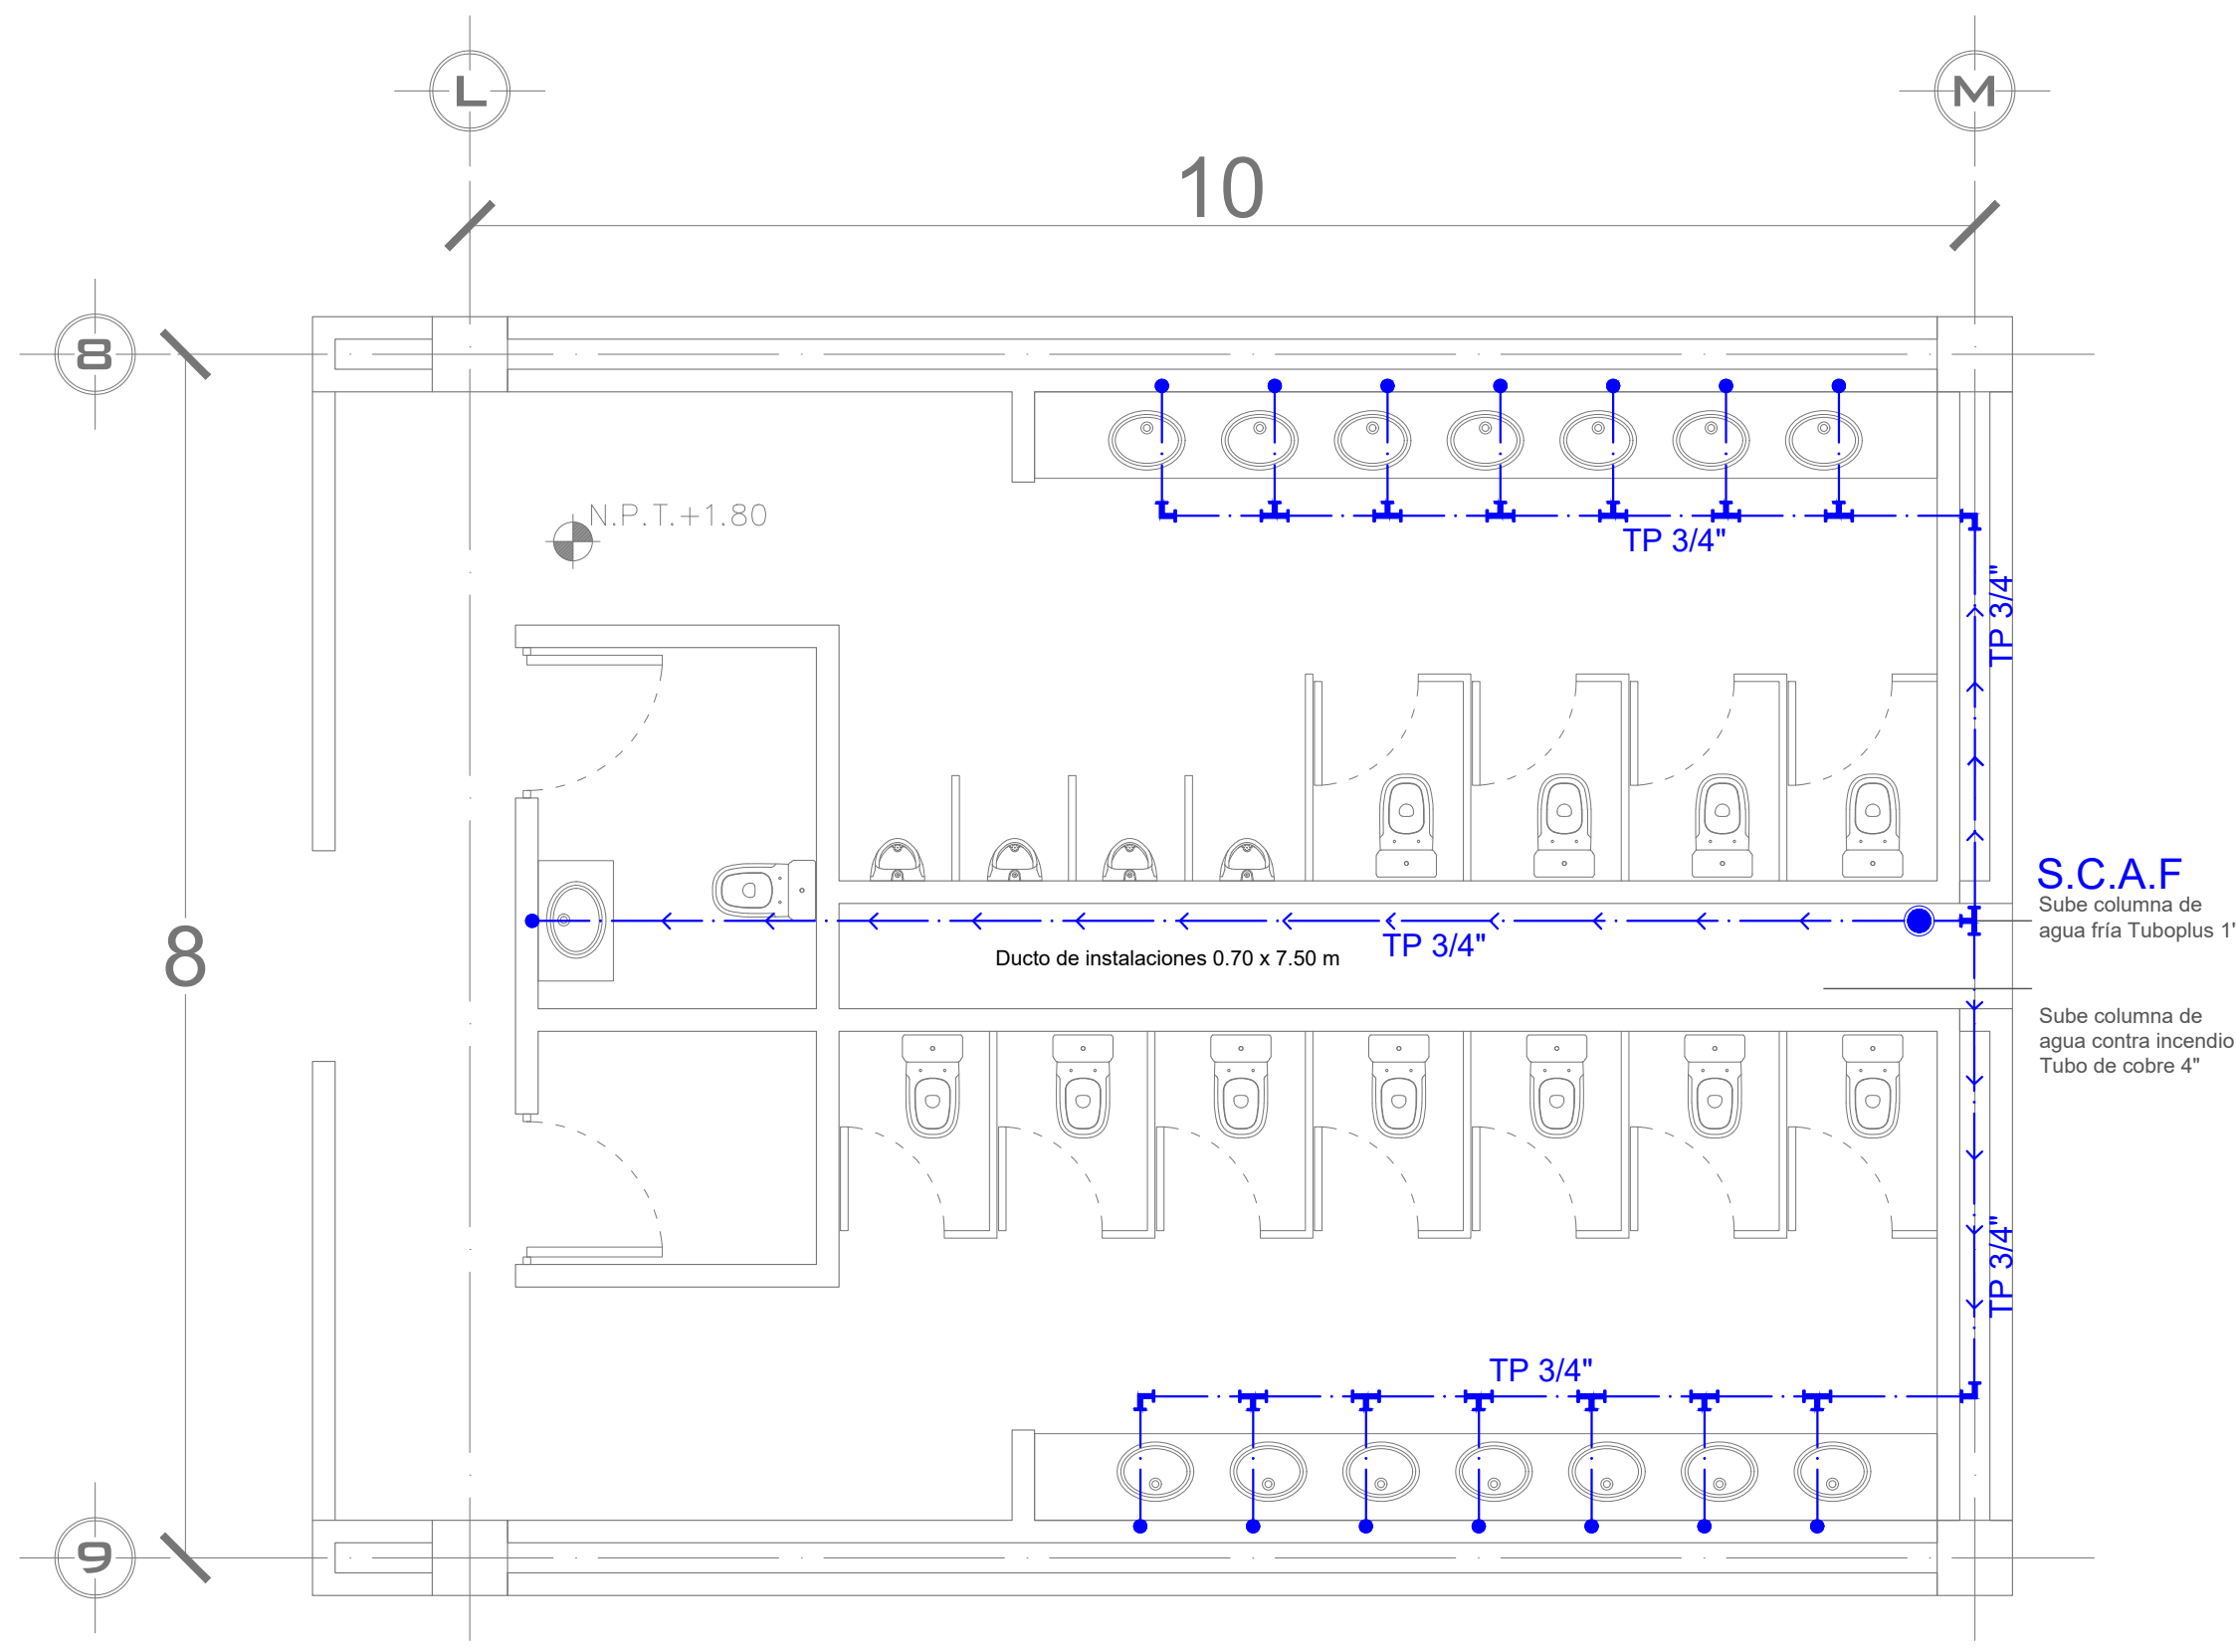 L
M
10
8
N.P.T.+1.80
TP 3/4"
TP 3/4"
S.C.A.F
Sube columna de
agua fría Tuboplus 1'
TP 3/4"
Ducto de instalaciones 0.70 x 7.50 m
8
Sube columna de
agua contra incendio
Tubo de cobre 4"
TP 3/4"
TP 3/4"
9